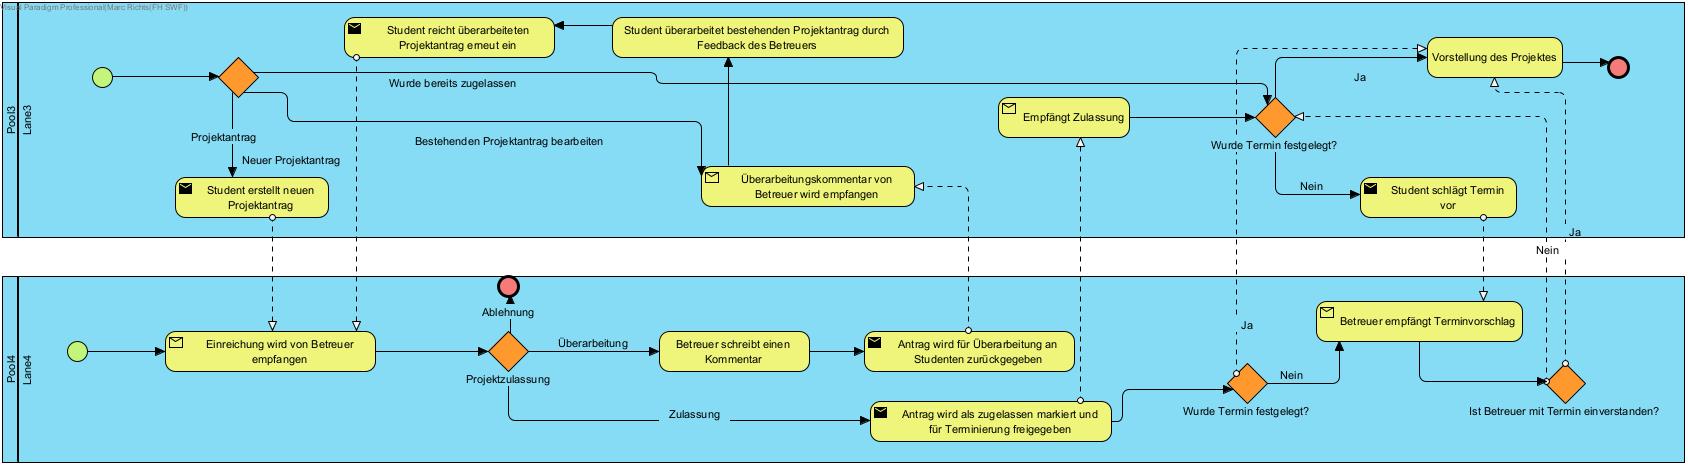 Visual Paradigm Professional(Marc Richts(FH SWF))
Pool3
Lane3
Student reicht überarbeiteten
Projektantrag erneut ein
Student überarbeitet bestehenden Projektantrag durch
Feedback des Betreuers
Vorstellung des Projektes
Wurde bereits zugelassen
Ja
Empfängt Zulassung
Projektantrag
Bestehenden Projektantrag bearbeiten
Wurde Termin festgelegt?
Neuer Projektantrag
Student erstellt neuen
Projektantrag
Überarbeitungskommentar von
Betreuer wird empfangen
Nein
Student schlägt Termin
vor
Ja
Nein
Pool4
Lane4
Ablehnung
Einreichung wird von Betreuer
empfangen
Überarbeitung
Projektzulassung
Betreuer schreibt einen
Kommentar
Antrag wird für Überarbeitung an
Studenten zurückgegeben
Ja
Betreuer empfängt Terminvorschlag
Nein
Zulassung
Antrag wird als zugelassen markiert und
für Terminierung freigegeben
Wurde Termin festgelegt?
Ist Betreuer mit Termin einverstanden?